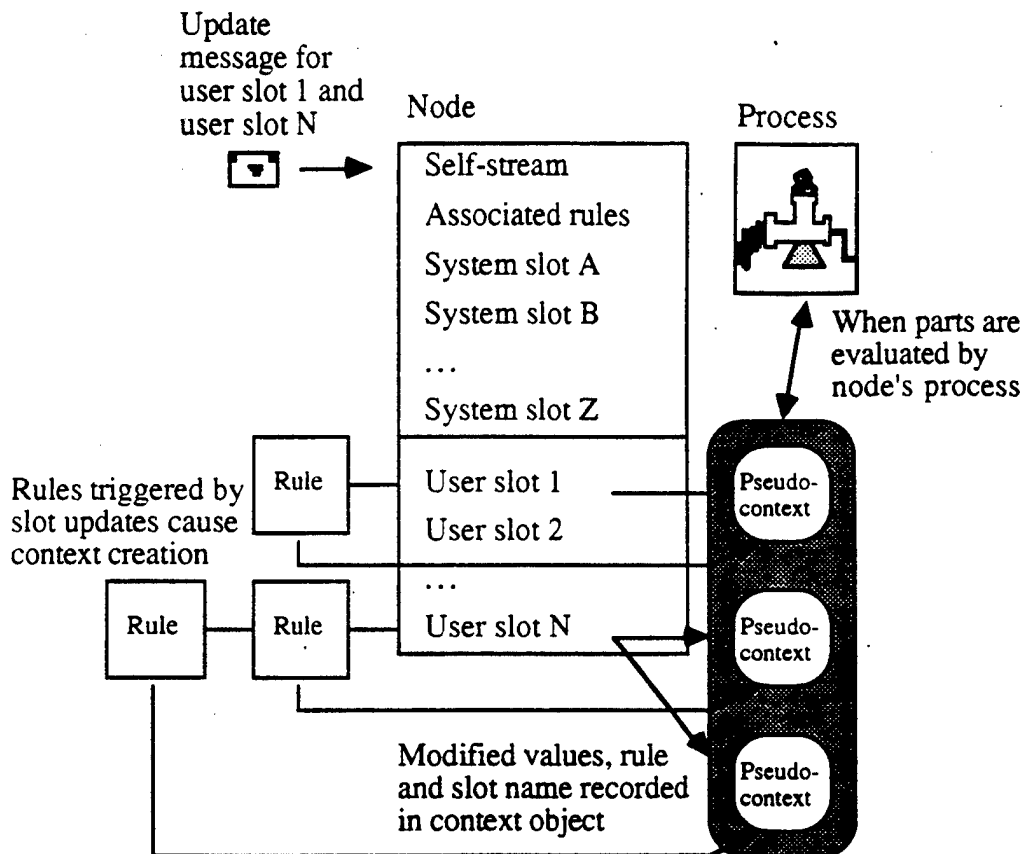 Update
message for
user slot 1 and
user slot N
Node
Process
Self-stream
Associated rules
System slot A
System slot B
...
System slot Z
When parts are
evaluated by
node's process
Rules triggered by
slot updates cause
context creation
Rule
User slot 1
User slot 2
...
User slot N
Rule
Rule
Pseudo-
context
Pseudo-
context
Pseudo-
context
Modified values, rule
and slot name recorded
in context object